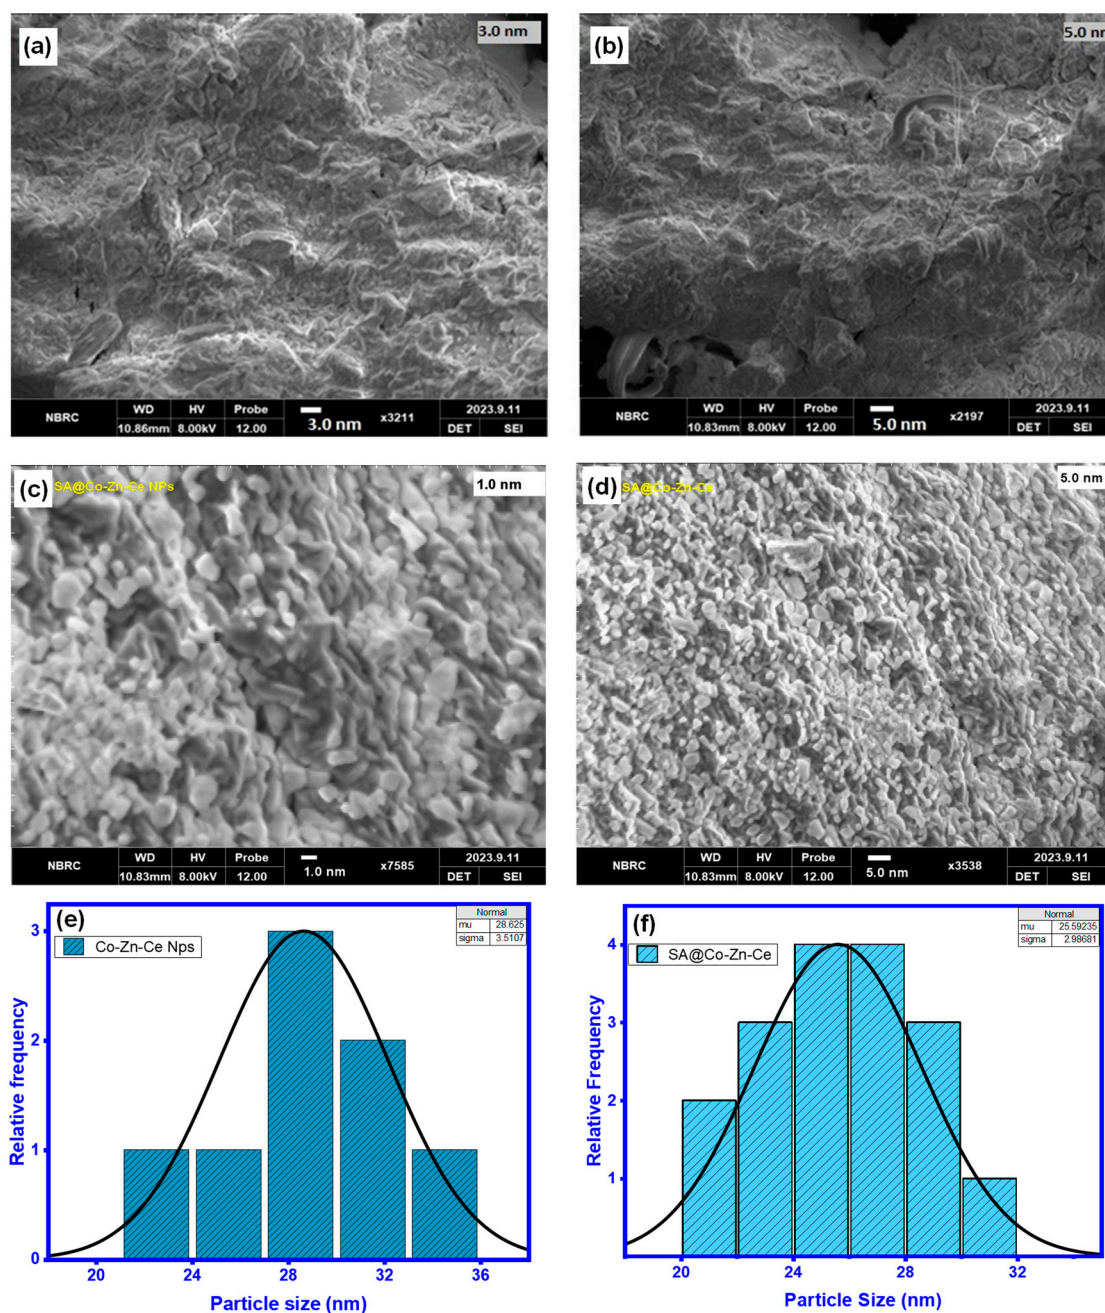 (a)
3.0 nm
NBRC
WD
10.86mm
HV
8.00kV
Probe
12.00
3.0 nm
x3211
2023.9.11
DET
SEI
(b)
5.0 nm
NBRC
WD
10.83mm
HV
8.00kV
Probe
12.00
5.0 nm
x2197
2023.9.11
DET
SEI
(c)
SA@Co-Zn-Ce NPs
1.0 nm
NBRC
WD
10.83mm
HV
8.00kV
Probe
12.00
1.0 nm
x7585
2023.9.11
DET
SEI
(d)
SA@Co-Zn-Ce
5.0 nm
NBRC
WD
10.83mm
HV
8.00kV
Probe
12.00
5.0 nm
x3538
2023.9.11
DET
SEI
(e)
Co-Zn-Ce Nps
Normal
mu 28.625
sigma 3.5107
Relative frequency
3
2
1
0
20 24 28 32 36
Particle size (nm)
(f)
SA@Co-Zn-Ce
Normal
mu 25.59235
sigma 2.98681
Relative Frequency
4
3
2
1
20 24 28 32
Particle Size (nm)